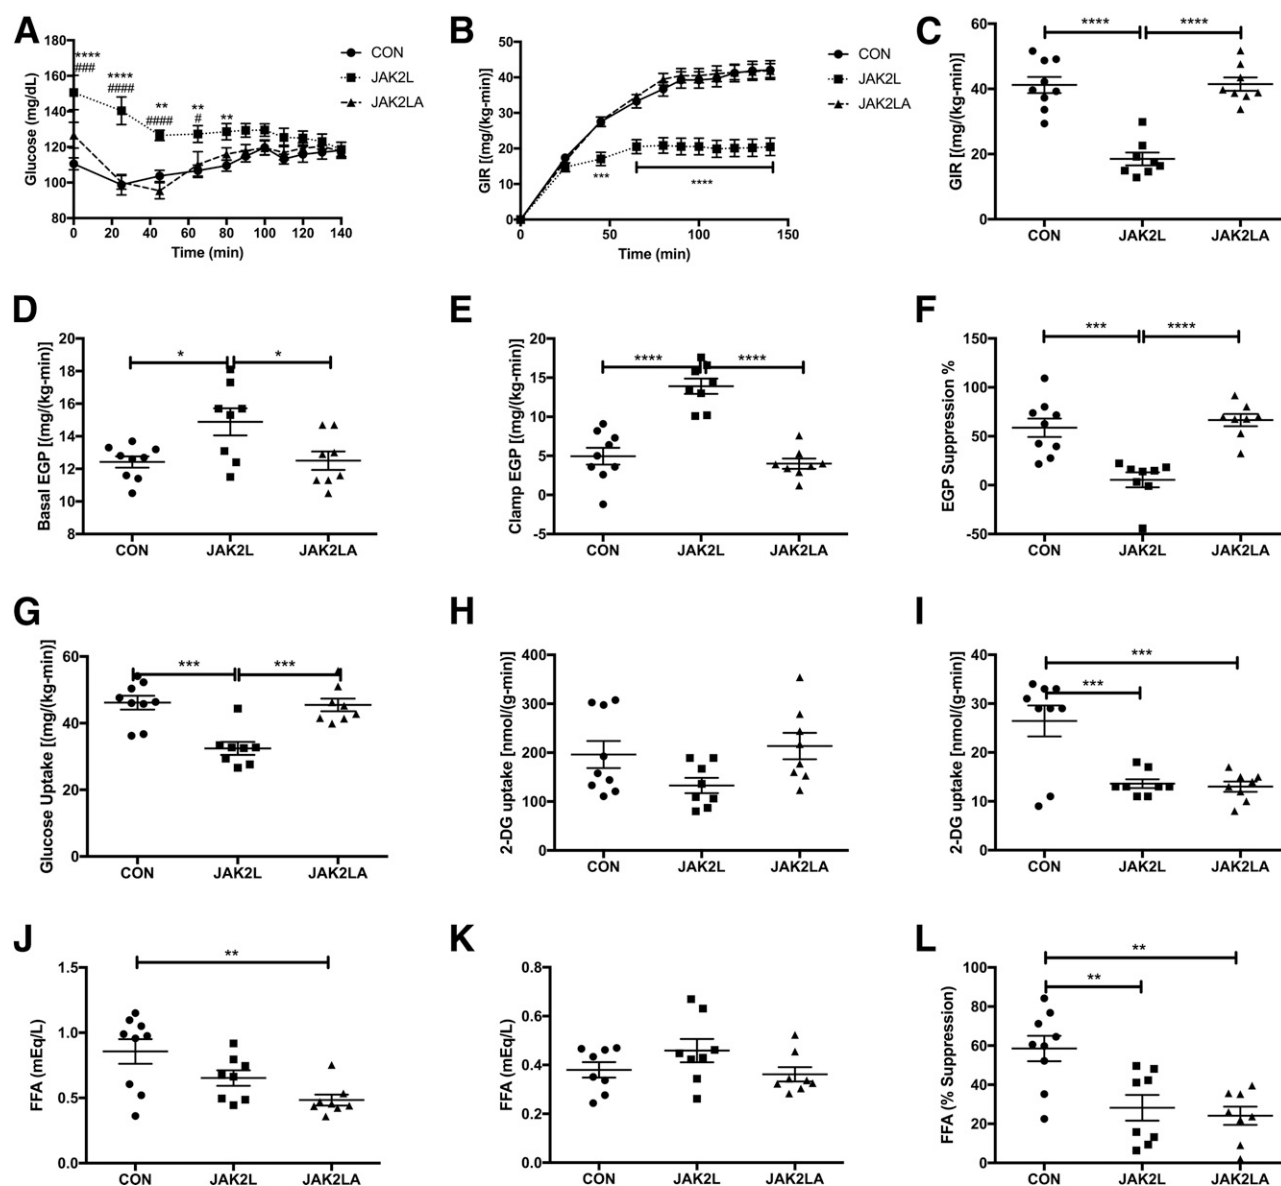 A
180
160
140
120
100
80
Glucose (mg/dL)
****
###
****
####
**
####
**
#
**
CON
JAK2L
JAK2LA
0 20 40 60 80 100 120 140
Time (min)
B
50
40
30
20
10
0
GIR [(mg/(kg-min)]
***
****
CON
JAK2L
JAK2LA
0 50 100 150
Time (min)
C
60
40
20
0
GIR [(mg/(kg-min)]
**** ****
CON JAK2L JAK2LA
D
20
18
16
14
12
10
8
Basal EGP [(mg/(kg-min)]
* *
CON JAK2L JAK2LA
E
20
15
10
5
0
-5
Clamp EGP [(mg/(kg-min)]
**** ****
CON JAK2L JAK2LA
F
150
100
50
0
-50
EGP Suppression %
*** ****
CON JAK2L JAK2LA
G
60
40
20
0
Glucose Uptake [(mg/(kg-min)]
*** ***
CON JAK2L JAK2LA
H
400
300
200
100
0
2-DG uptake [nmol/(g-min)]
CON JAK2L JAK2LA
I
40
30
20
10
0
2-DG uptake [nmol/(g-min)]
***
***
CON JAK2L JAK2LA
J
1.5
1.0
0.5
0.0
FFA (mEq/L)
**
CON JAK2L JAK2LA
K
0.8
0.6
0.4
0.2
0.0
FFA (mEq/L)
CON JAK2L JAK2LA
L
100
80
60
40
20
0
FFA (% Suppression)
**
**
CON JAK2L JAK2LA